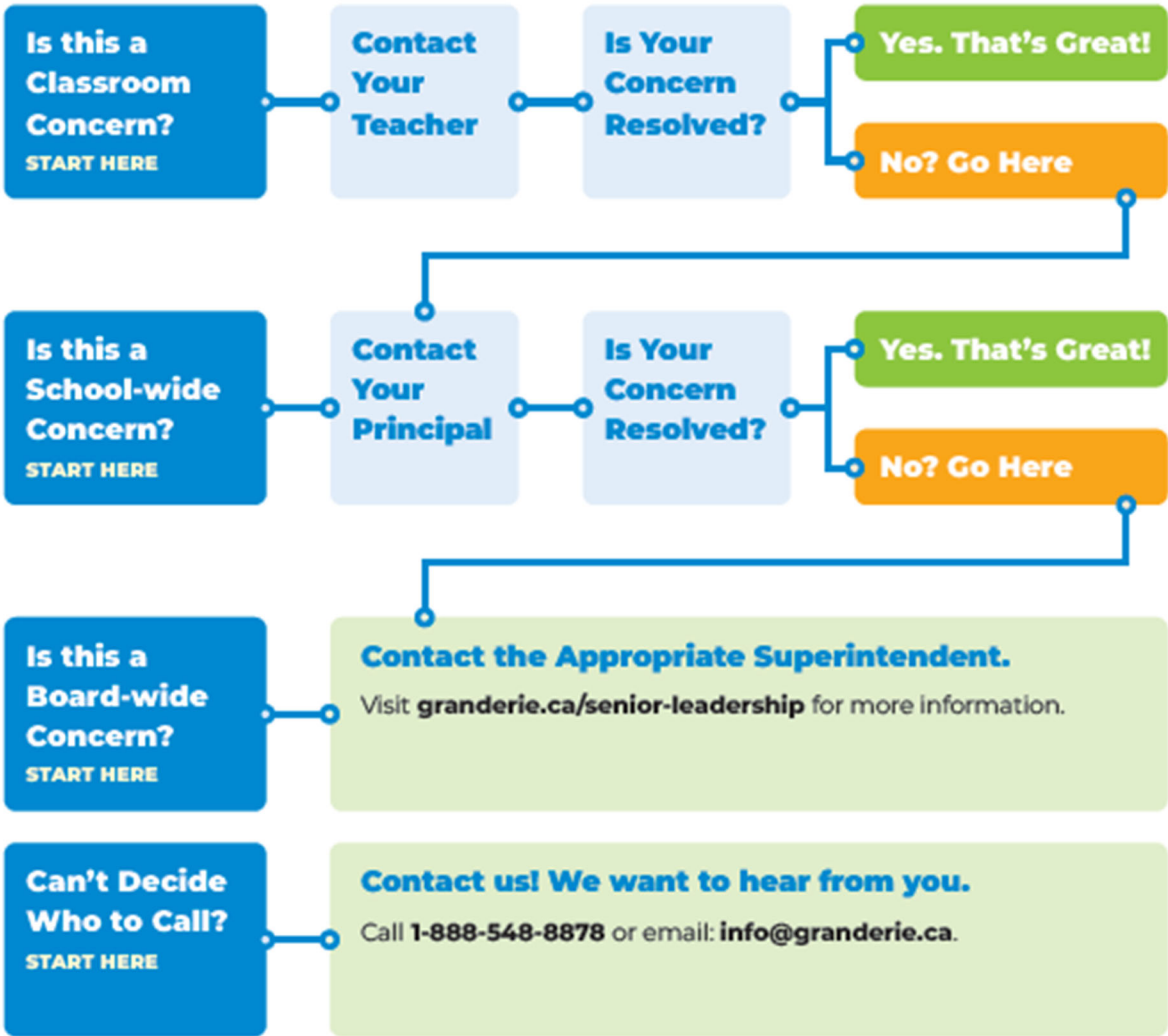 Is this a
Classroom
Concern?
START HERE
Contact
Your
Teacher
Is Your
Concern
Resolved?
Yes. That's Great!
No? Go Here
Is this a
School-wide
Concern?
START HERE
Contact
Your
Principal
Is Your
Concern
Resolved?
Yes. That's Great!
No? Go Here
Is this a
Board-wide
Concern?
START HERE
Contact the Appropriate Superintendent.
Visit granderie.ca/senior-leadership for more information.
Can't Decide
Who to Call?
START HERE
Contact us! We want to hear from you.
Call 1-888-548-8878 or email: info@granderie.ca.